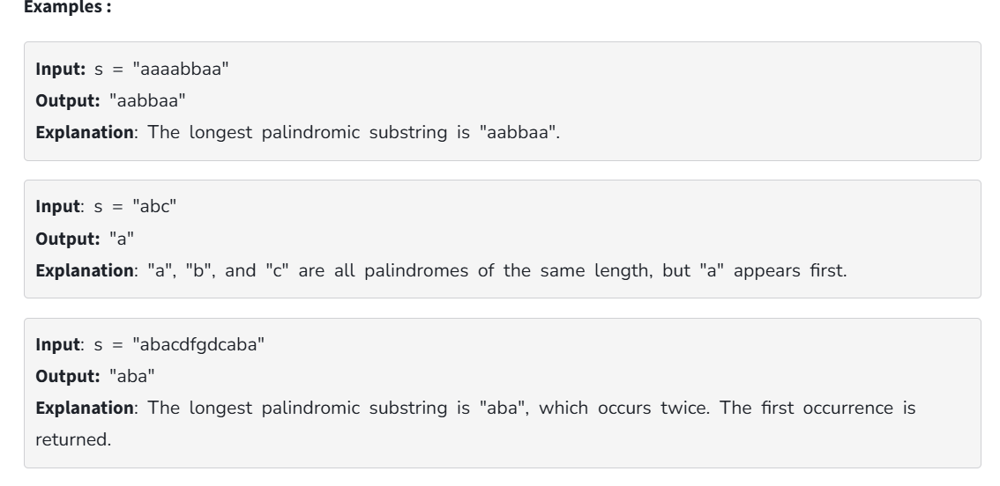 Examples :
Input: s = "aaaabbaa"
Output: "aabbaa"
Explanation: The longest palindromic substring is "aabbaa".
Input: s = "abc"
Output: "a"
Explanation: "a", "b", and "c" are all palindromes of the same length, but "a" appears first.
Input: s = "abacdfgdcaba"
Output: "aba"
Explanation: The longest palindromic substring is "aba", which occurs twice. The first occurrence is
returned.